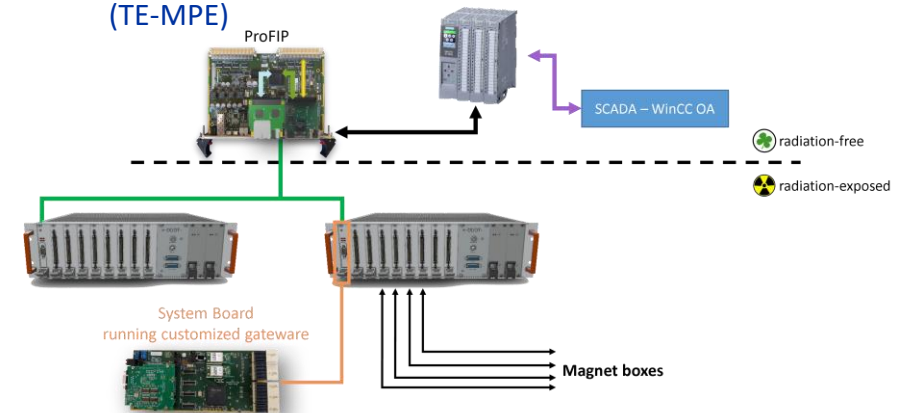 (TE-MPE)
ProFIP
SCADA – WinCC OA
radiation-free
radiation-exposed
System Board
running customized gateware
Magnet boxes